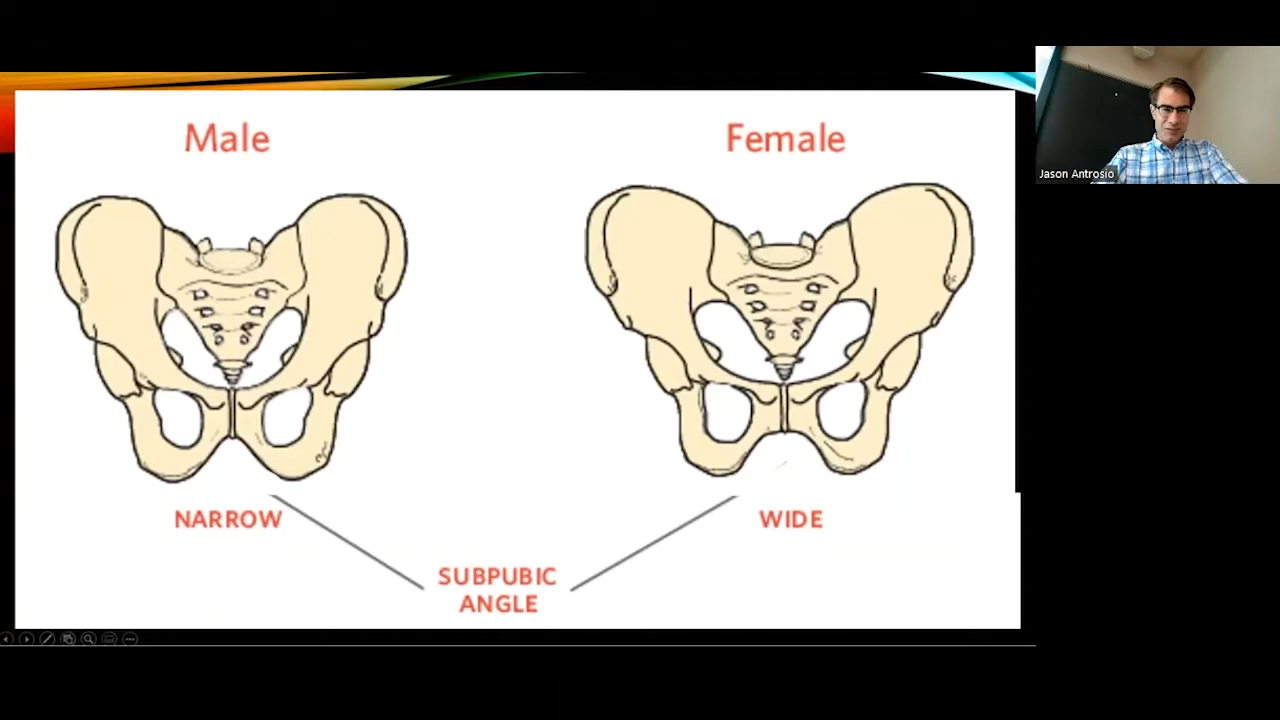 Male
Female
Jason Antrosio
NARROW
WIDE
SUBPUBIC
ANGLE